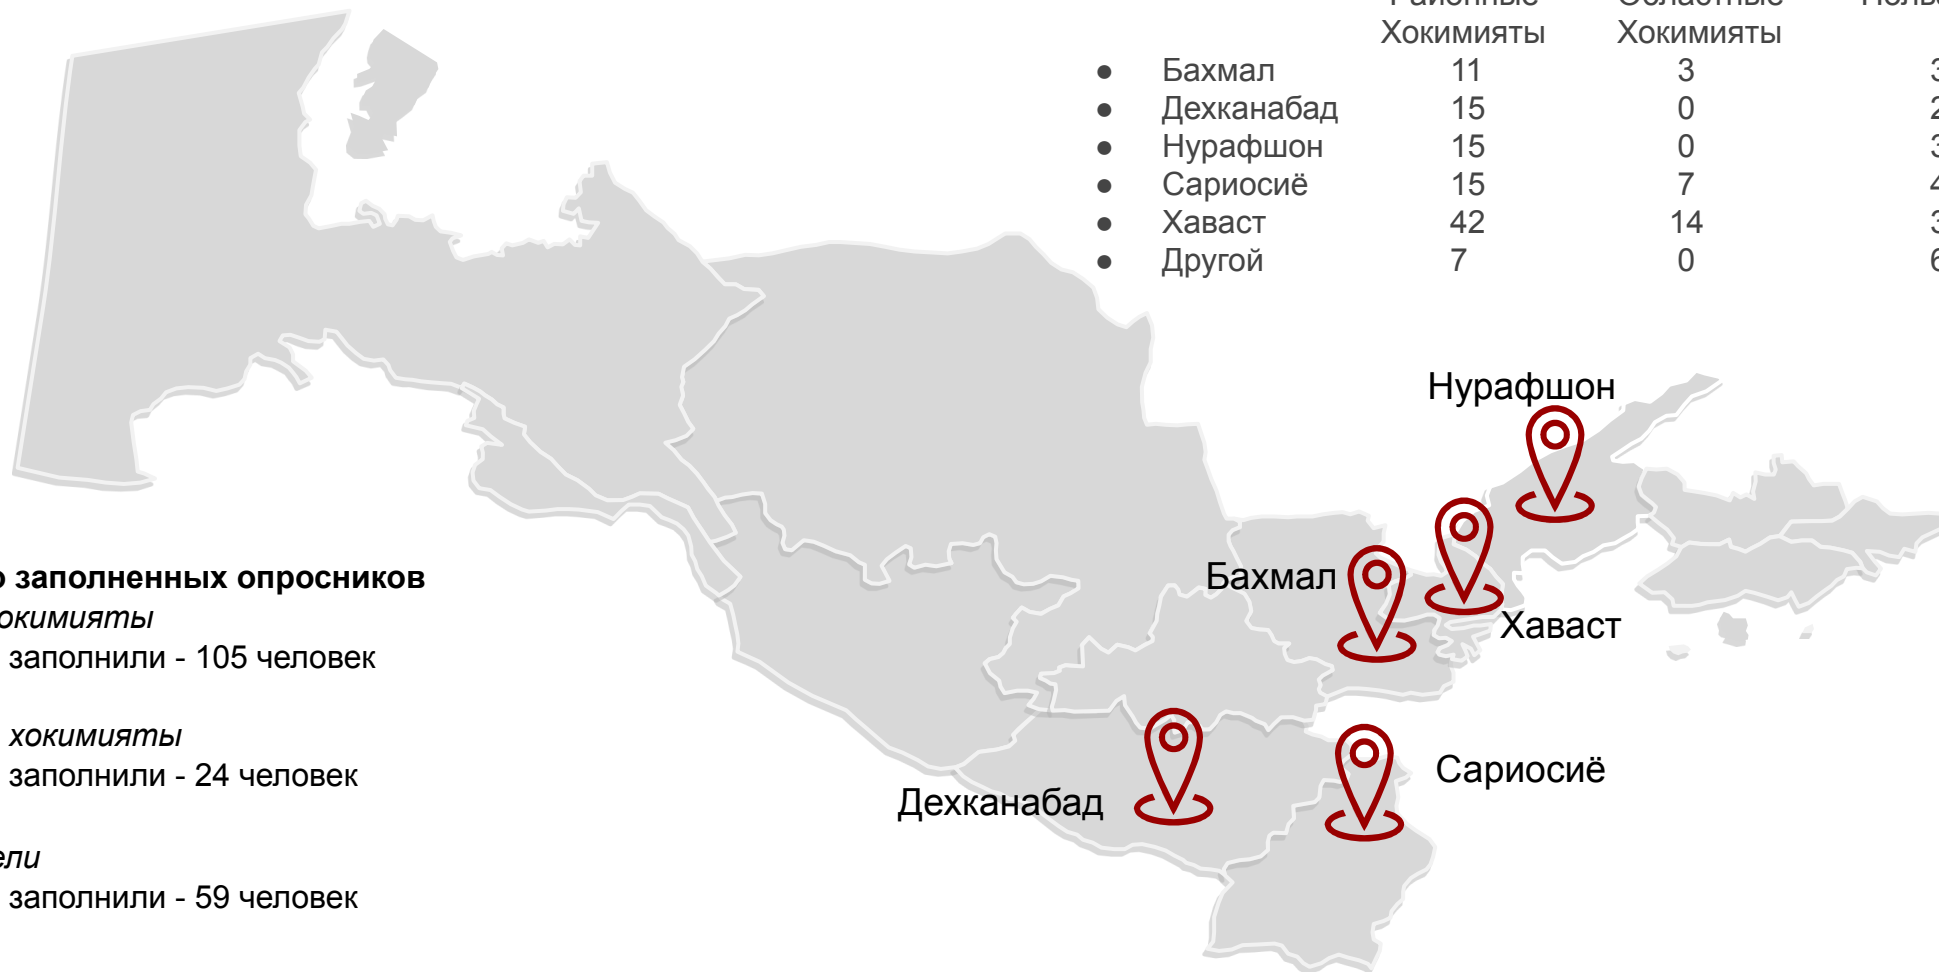 Хокимияты Хокимияты
● Бахмал 11 3
● Дехканабад 15 0
● Нурафшон 15 0
● Сариосиё 15 7
● Хаваст 42 14
● Другой 7 0
Нурафшон
Бахмал
Хаваст
Сариосиё
Дехканабад
заполненных опросников
заполнили - 105 человек
хокимияты
заполнили - 24 человек
заполнили - 59 человек